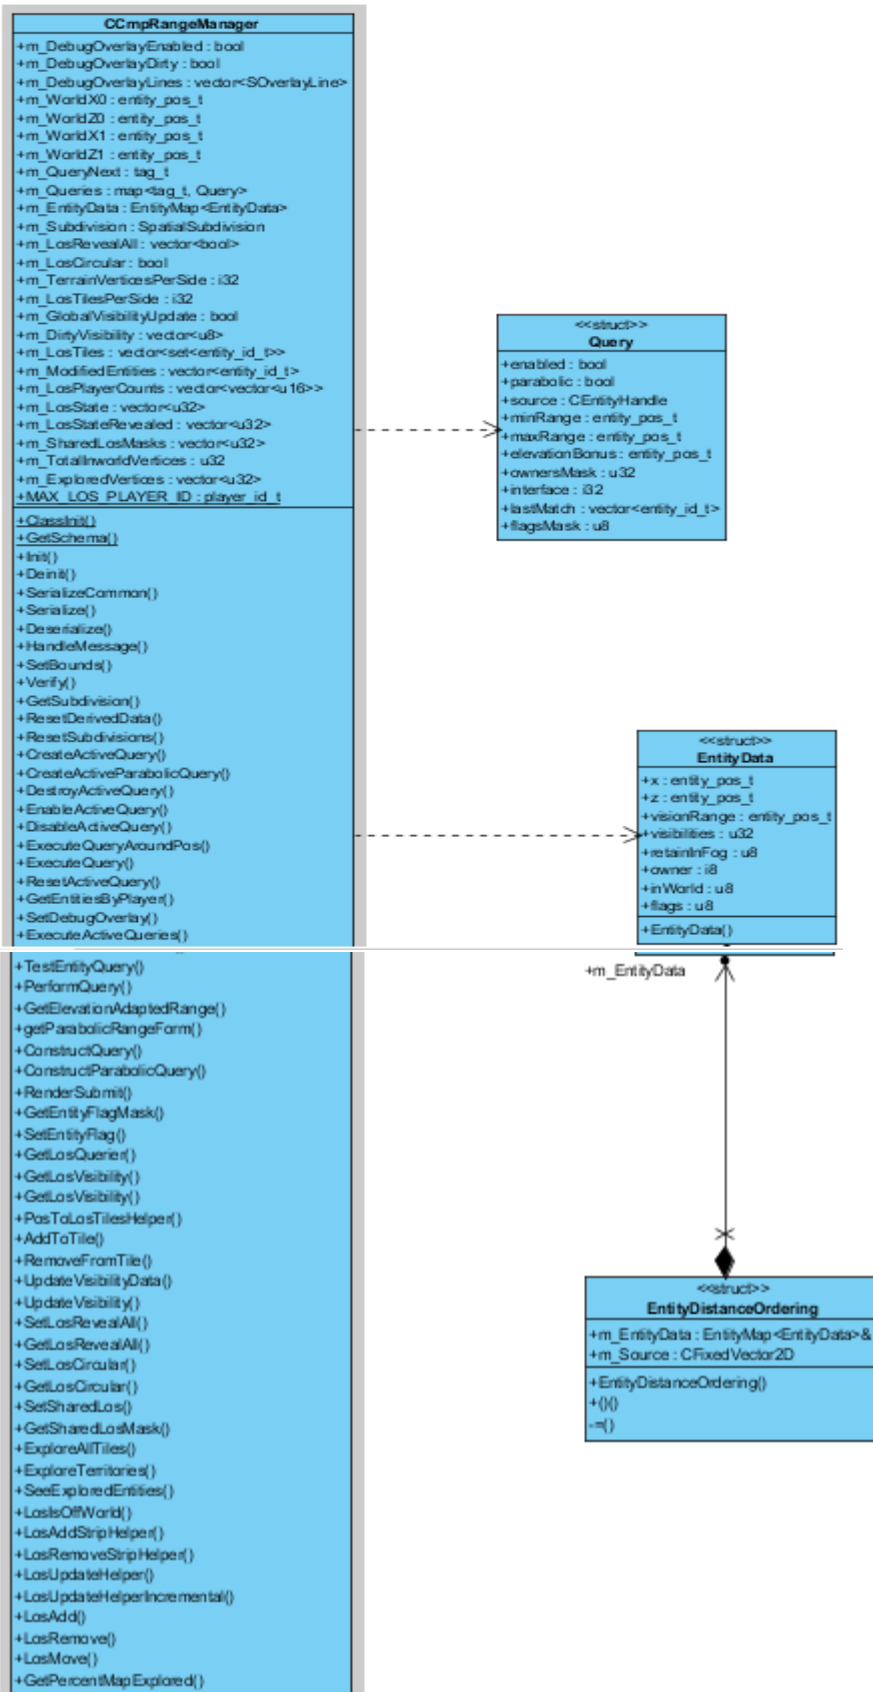 CCmpRangeManager
+m_DebugOverlayEnabled : bool
+m_DebugOverlayDirty : bool
+m_DebugOverlayLines : vector<SOverlayLine>
+m_WorldX0 : entity_pos_t
+m_WorldZ0 : entity_pos_t
+m_WorldX1 : entity_pos_t
+m_WorldZ1 : entity_pos_t
+m_QueryNext : tag_t
+m_Queries : map<tag_t, Query>
+m_EntityData : EntityMap<EntityData>
+m_Subdivision : SpatialSubdivision
+m_LosRevealAll : vector<bool>
+m_LosCircular : bool
+m_TerrainVerticesPerSide : i32
+m_LosTilesPerSide : i32
+m_GlobalVisibilityUpdate : bool
+m_DirtyVisibility : vector<u8>
+m_LosTiles : vector<set<entity_id_t>>
+m_ModifiedEntities : vector<entity_id_t>
+m_LosPlayerCounts : vector<vector<u16>>
+m_LosState : vector<u32>
+m_LosStateRevealed : vector<u32>
+m_SharedLosMasks : vector<u32>
+m_TotalInworldVertices : u32
+m_ExploredVertices : vector<u32>
+MAX_LOS_PLAYER_ID : player_id_t
+ClassInit()
+GetSchema()
+Init()
+Deinit()
+SerializeCommon()
+Serialize()
+Deserialize()
+HandleMessage()
+SetBounds()
+Verify()
+GetSubdivision()
+ResetDerivedData()
+ResetSubdivisions()
+CreateActiveQuery()
+CreateActiveParabolicQuery()
+DestroyActiveQuery()
+EnableActiveQuery()
+DisableActiveQuery()
+ExecuteQueryAroundPos()
+ExecuteQuery()
+ResetActiveQuery()
+GetEntitiesByPlayer()
+SetDebugOverlay()
+ExecuteActiveQueries()
+TestEntityQuery()
+PerformQuery()
+GetElevationAdaptedRange()
+getParabolicRangeForm()
+ConstructQuery()
+ConstructParabolicQuery()
+RenderSubmit()
+GetEntityFlagMask()
+SetEntityFlag()
+GetLosQuerier()
+GetLosVisibility()
+GetLosVisibility()
+PosToLosTilesHelper()
+AddToTile()
+RemoveFromTile()
+UpdateVisibilityData()
+UpdateVisibility()
+SetLosRevealAll()
+GetLosRevealAll()
+SetLosCircular()
+GetLosCircular()
+SetSharedLos()
+GetSharedLosMask()
+ExploreAllTiles()
+ExploreTerritories()
+SeeExploredEntities()
+LosIsOffWorld()
+LosAddStripHelper()
+LosRemoveStripHelper()
+LosUpdateHelper()
+LosUpdateHelperIncremental()
+LosAdd()
+LosRemove()
+LosMove()
+GetPercentMapExplored()
<<struct>>
Query
+enabled : bool
+parabolic : bool
+source : CEntityHandle
+minRange : entity_pos_t
+maxRange : entity_pos_t
+elevationBonus : entity_pos_t
+ownersMask : u32
+interface : i32
+lastMatch : vector<entity_id_t>
+flagsMask : u8
<<struct>>
EntityData
+x : entity_pos_t
+z : entity_pos_t
+visionRange : entity_pos_t
+visibilities : u32
+retainInFog : u8
+owner : i8
+inWorld : u8
+flags : u8
+EntityData()
+m_EntityData
<<struct>>
EntityDistanceOrdering
+m_EntityData : EntityMap<EntityData>&
+m_Source : CFixedVector2D
+EntityDistanceOrdering()
+()()
-=()